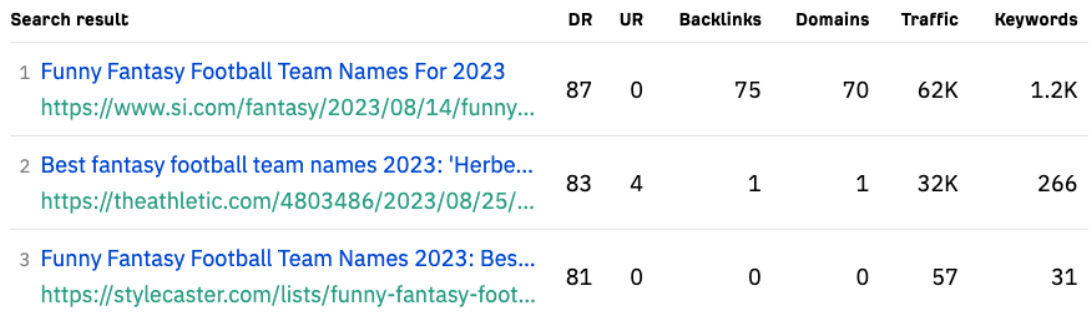 Search result DR UR Backlinks Domains Traffic Keywords
1 Funny Fantasy Football Team Names For 2023
https://www.si.com/fantasy/2023/08/14/funny... 87 0 75 70 62K 1.2K
2 Best fantasy football team names 2023: 'Herbe...
https://theathletic.com/4803486/2023/08/25/... 83 4 1 1 32K 266
3 Funny Fantasy Football Team Names 2023: Bes...
https://stylecaster.com/lists/funny-fantasy-foot... 81 0 0 0 57 31